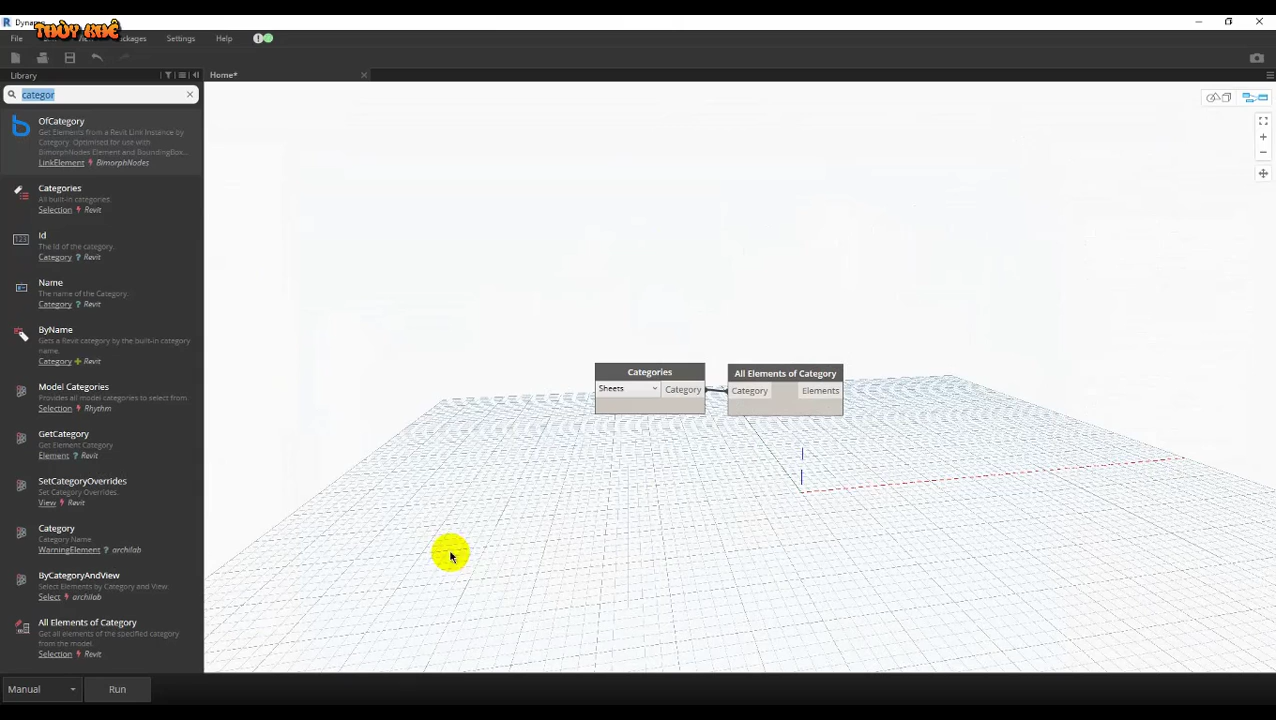 Dynamo
THÙY KHÊ
File
Packages
Settings
Help
Library
Home*
categor
OfCategory
Get Elements from a Revit Link Instance by
Category Optimised for use with
BimorphNodes Element and BoundingBox...
LinkElement BimorphNodes
Categories
All built-in categories.
Selection Revit
Id
The Id of the category.
Category ? Revit
Name
The name of the Category.
Category ? Revit
ByName
Gets a Revit category by the built-in category
name.
Category + Revit
Model Categories
Provides all model categories to select from.
Selection Rhythm
GetCategory
Get Element Category
Element ? Revit
SetCategoryOverrides
Set Category Overrides.
View Revit
Category
Category Name
WarningElement ? archilab
ByCategoryAndView
Select Elements by Category and View.
Select archilab
All Elements of Category
Get all elements of the specified category
from the model.
Selection Revit
Categories
Sheets
Category
All Elements of Category
Category
Elements
Manual
Run